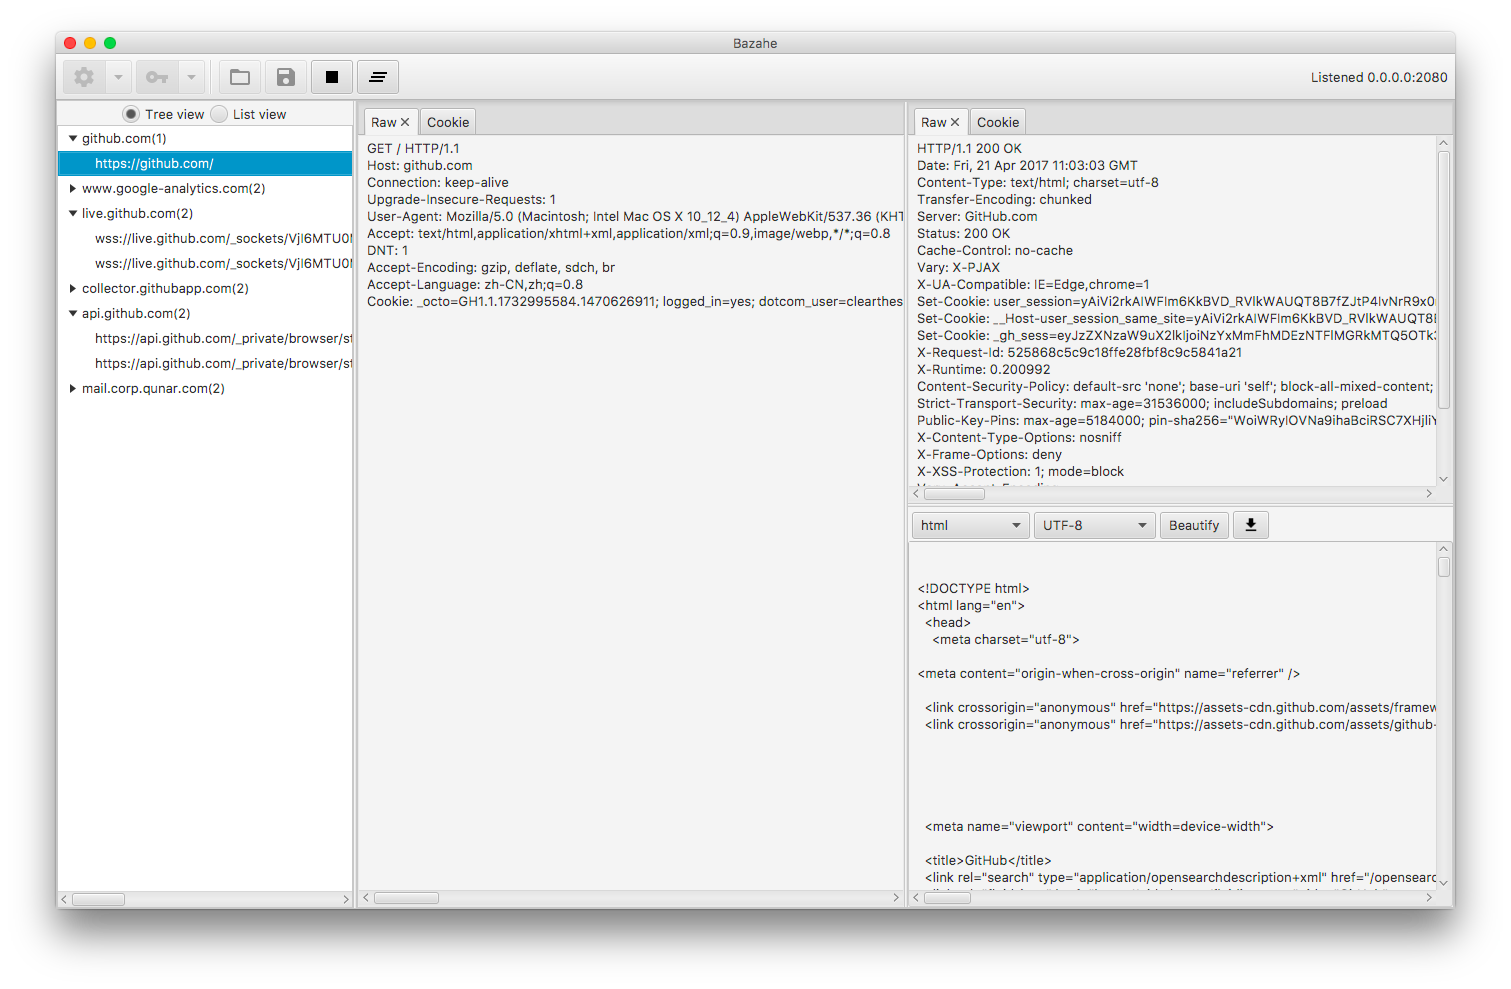 Bazahe
Listened 0.0.0.0:2080
Tree view List view
github.com(1)
https://github.com/
www.google-analytics.com(2)
live.github.com(2)
wss://live.github.com/_sockets/
wss://live.github.com/_sockets/
collector.githubapp.com(2)
api.github.com(2)
https://api.github.com/_private/browser/st
https://api.github.com/_private/browser/st
mail.corp.qunar.com(2)
Raw Cookie
GET / HTTP/1.1
Host: github.com
Connection: keep-alive
Upgrade-Insecure-Requests: 1
User-Agent: Mozilla/5.0 (Macintosh; Intel Mac OS X 10_12_4) AppleWebKit/537.36 (KHT
Accept: text/html,application/xhtml+xml,application/xml;q=0.9,image/webp,*/*;q=0.8
DNT: 1
Accept-Encoding: gzip, deflate, sdch, br
Accept-Language: zh-CN,zh;q=0.8
Cookie: _octo=GH1.1.1732995584.1470626911; logged_in=yes; dotcom_user=clearthes
Raw Cookie
HTTP/1.1 200 OK
Date: Fri, 21 Apr 2017 11:03:03 GMT
Content-Type: text/html; charset=utf-8
Transfer-Encoding: chunked
Server: GitHub.com
Status: 200 OK
Cache-Control: no-cache
Vary: X-PJAX
X-UA-Compatible: IE=Edge,chrome=1
Set-Cookie:
Set-Cookie:
Set-Cookie:
X-Request-Id: 525868c5c9c18ffe28fbf8c9c5841a21
X-Runtime: 0.200992
Content-Security-Policy: default-src 'none'; base-uri 'self'; block-all-mixed-content;
Strict-Transport-Security: max-age=31536000; includeSubdomains; preload
Public-Key-Pins: max-age=5184000;
X-Content-Type-Options: nosniff
X-Frame-Options: deny
X-XSS-Protection: 1; mode=block
html UTF-8 Beautify
<!DOCTYPE html>
<html lang="en">
<head>
<meta charset="utf-8">
<meta content="origin-when-cross-origin" name="referrer" />
<link crossorigin="anonymous" href="https://assets-cdn.github.com/assets/framew
<link crossorigin="anonymous" href="https://assets-cdn.github.com/assets/github-
<meta name="viewport" content="width=device-width">
<title>GitHub</title>
<link rel="search" type="application/opensearchdescription+xml" href="/opensearc